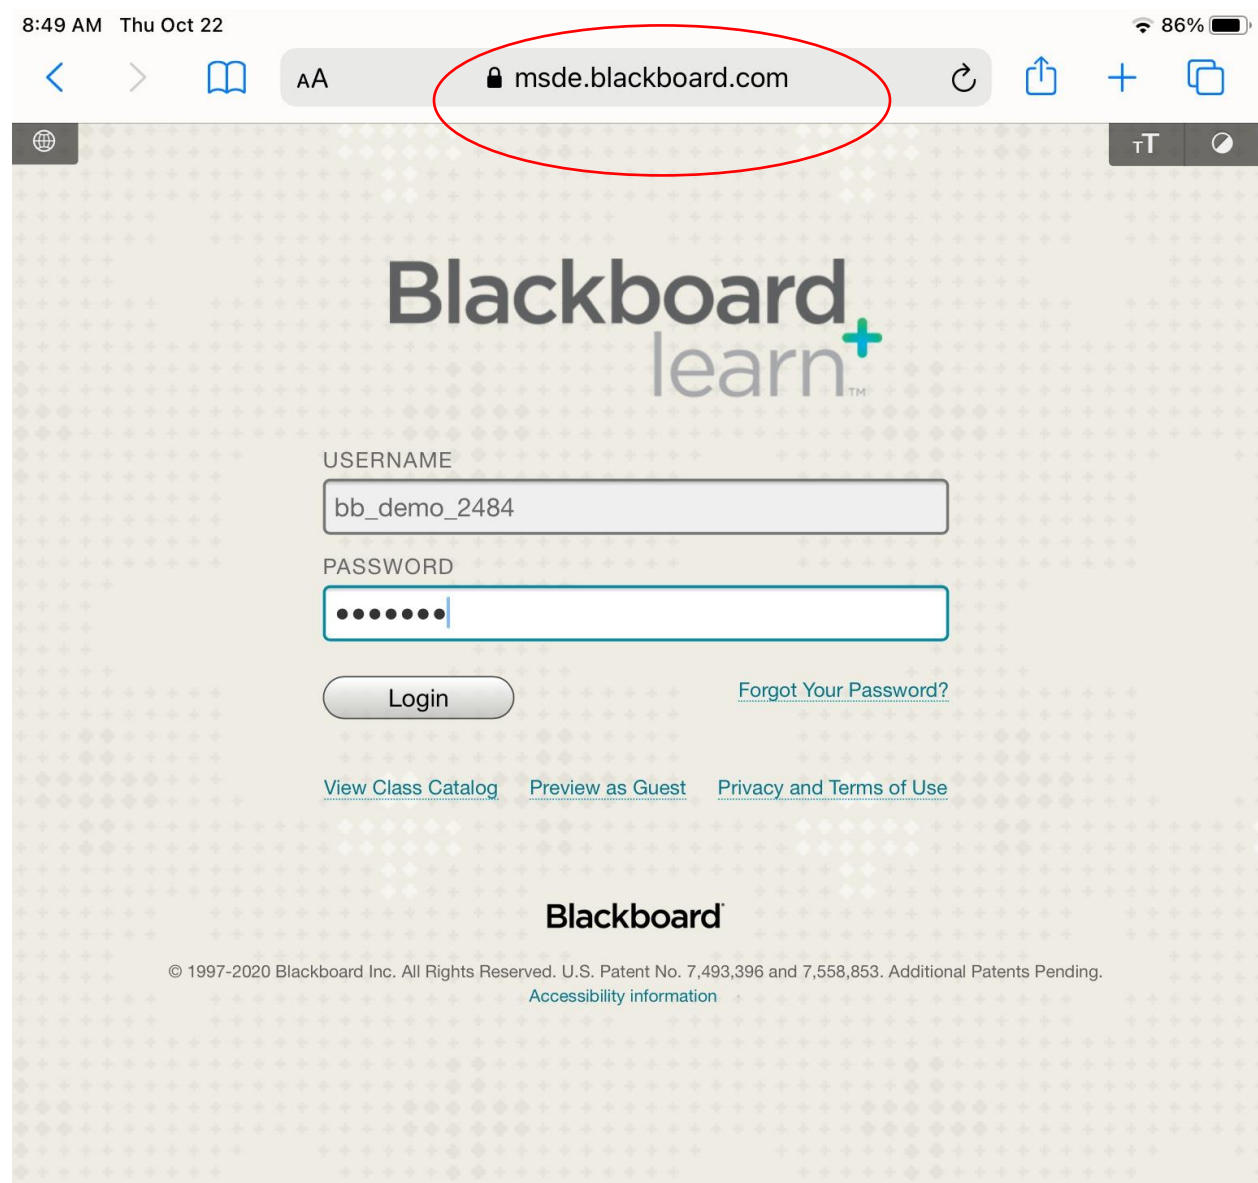 8:49 AM Thu Oct 22 86%
AA msde.blackboard.com
TT
Blackboard
learn™
USERNAME
bb_demo_2484
PASSWORD
•••••••
Login Forgot Your Password?
View Class Catalog Preview as Guest Privacy and Terms of Use
Blackboard
© 1997-2020 Blackboard Inc. All Rights Reserved. U.S. Patent No. 7,493,396 and 7,558,853. Additional Patents Pending.
Accessibility information